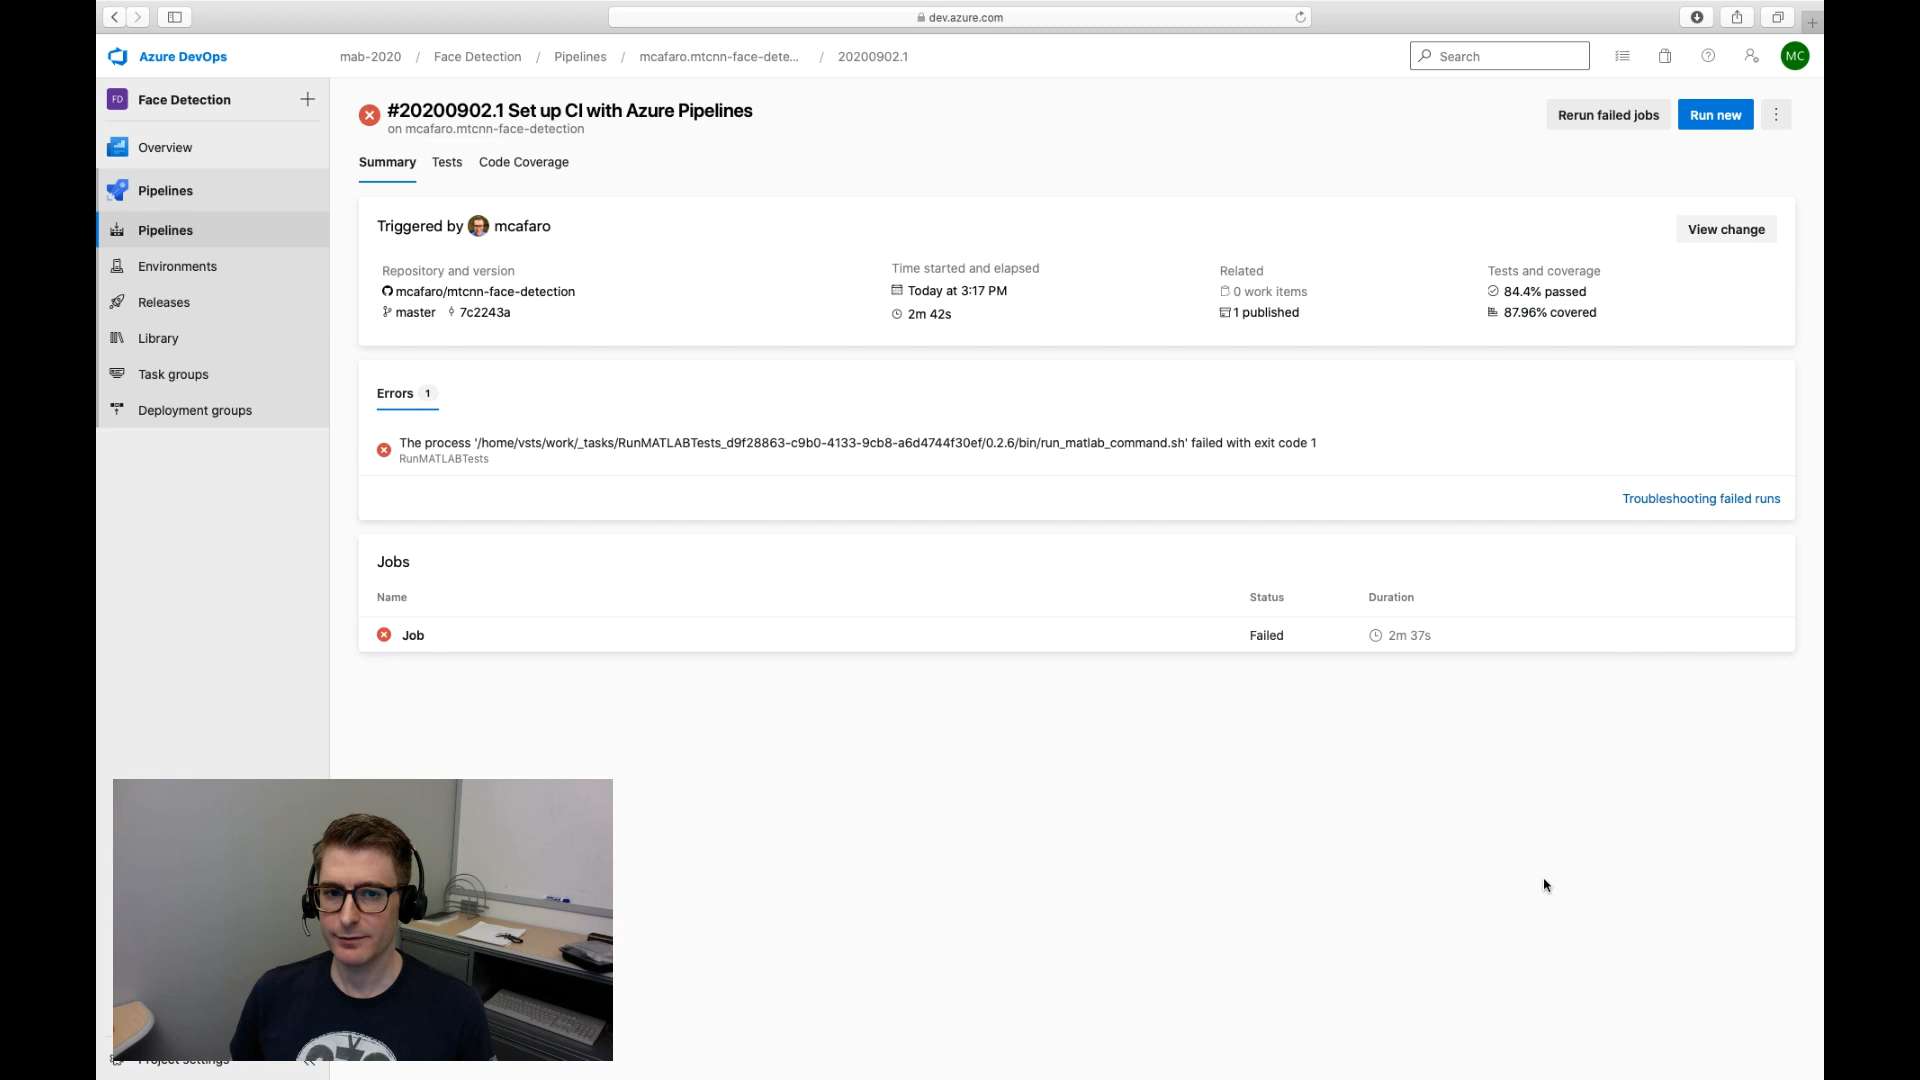 dev.azure.com
Azure DevOps
mab-2020 / Face Detection / Pipelines / mcafaro.mtcnn-face-dete... / 20200902.1
Search
MC
FD Face Detection
Overview
Pipelines
Pipelines
Environments
Releases
Library
Task groups
Deployment groups
#20200902.1 Set up CI with Azure Pipelines
on mcafaro.mtcnn-face-detection
Rerun failed jobs
Run new
Summary Tests Code Coverage
Triggered by mcafaro
View change
Repository and version
mcafaro/mtcnn-face-detection
master 7c2243a
Time started and elapsed
Today at 3:17 PM
2m 42s
Related
0 work items
1 published
Tests and coverage
84.4% passed
87.96% covered
Errors 1
The process '/home/vsts/work/_tasks/RunMATLABTests_d9f28863-c9b0-4133-9cb8-a6d4744f30ef/0.2.6/bin/run_matlab_command.sh' failed with exit code 1
RunMATLABTests
Troubleshooting failed runs
Jobs
Name Status Duration
Job Failed 2m 37s
Project settings